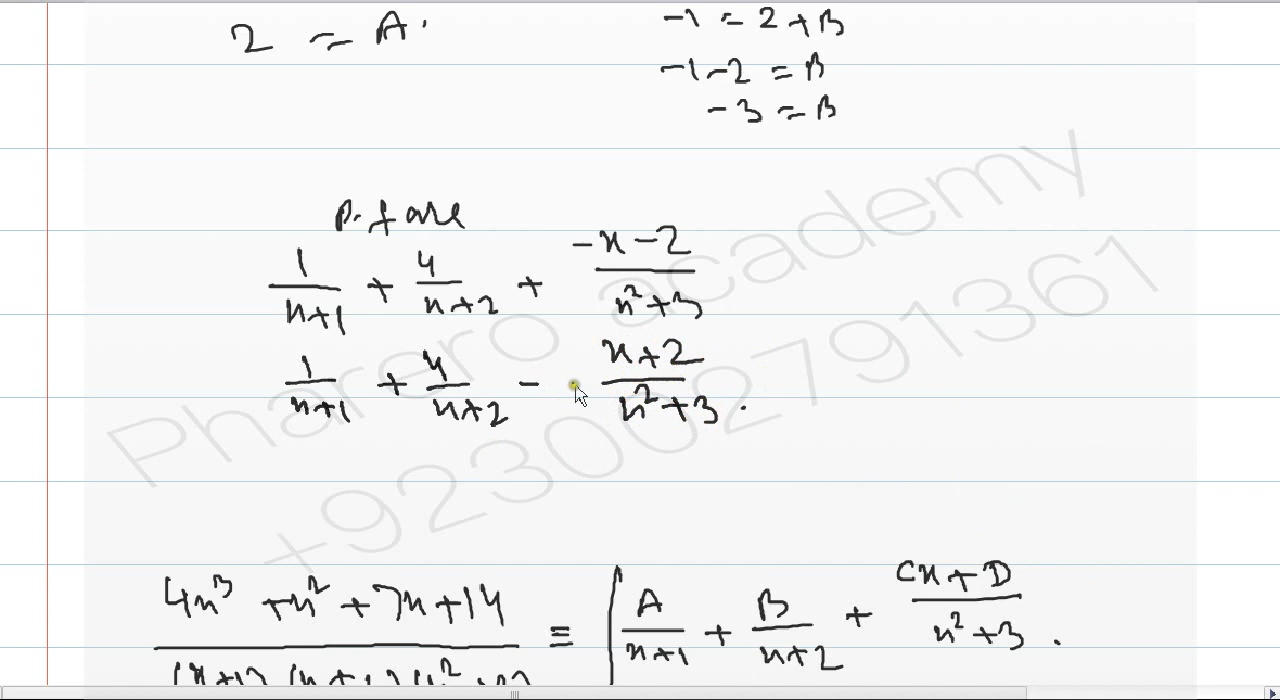 2 = A.
-1 = 2 + B
-1 - 2 = B
-3 = B
P.f are
1/(x+1) + 4/(x+2) + (-x-2)/(x²+3)
1/(x+1) + 4/(x+2) - (x+2)/(x²+3).
(4x³ + x² + 7x + 14)/ ≡ A/(x+1) + B/(x+2) + (Cx+D)/(x²+3).
Pharero academy
+923002791361